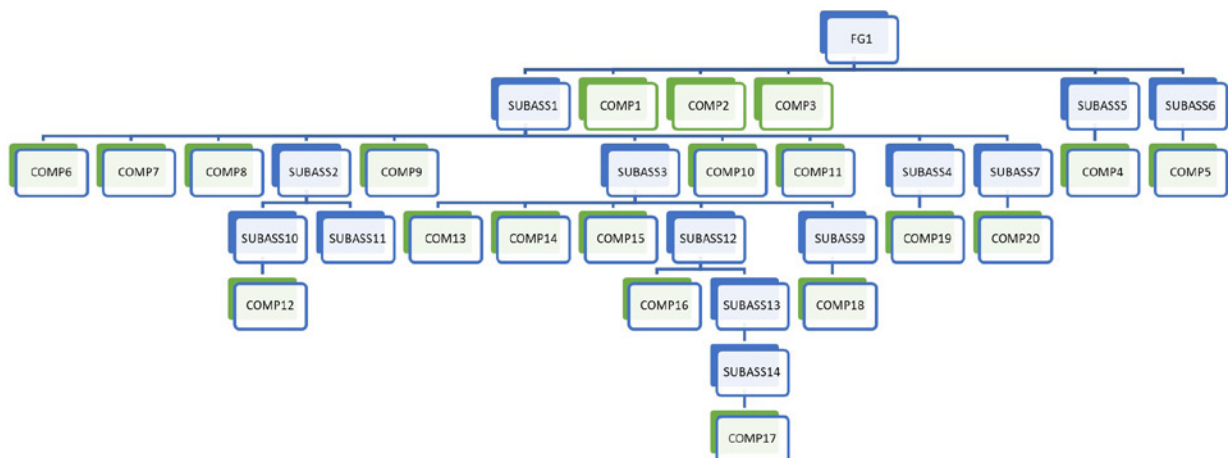 FG1
SUBASS1 COMP1 COMP2 COMP3 SUBASS5 SUBASS6
COMP6 COMP7 COMP8 SUBASS2 COMP9 SUBASS3 COMP10 COMP11 SUBASS4 SUBASS7 COMP4 COMP5
SUBASS10 SUBASS11 COM13 COMP14 COMP15 SUBASS12 SUBASS9 COMP19 COMP20
COMP12 COMP16 SUBASS13 COMP18
SUBASS14
COMP17